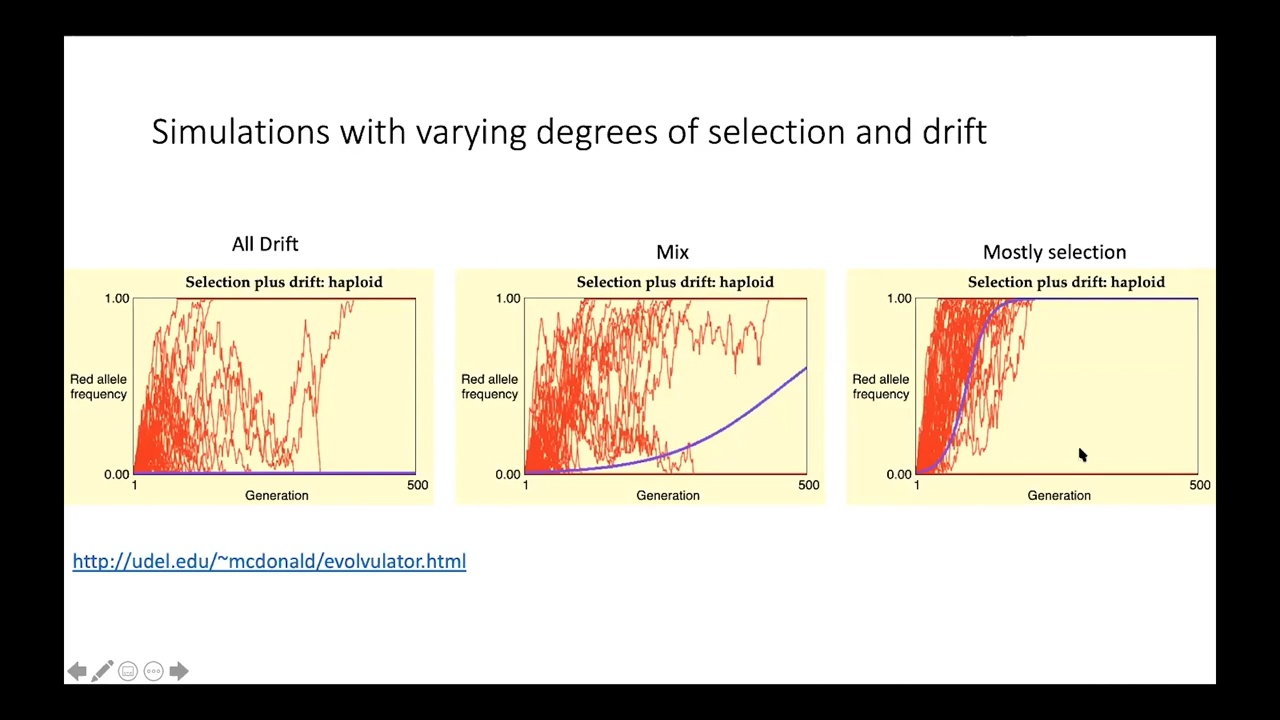 Simulations with varying degrees of selection and drift
All Drift
Selection plus drift: haploid
1.00
Red allele
frequency
0.00
1
500
Generation
Mix
Selection plus drift: haploid
1.00
Red allele
frequency
0.00
1
500
Generation
Mostly selection
Selection plus drift: haploid
1.00
Red allele
frequency
0.00
1
500
Generation
http://udel.edu/~mcdonald/evolvulator.html